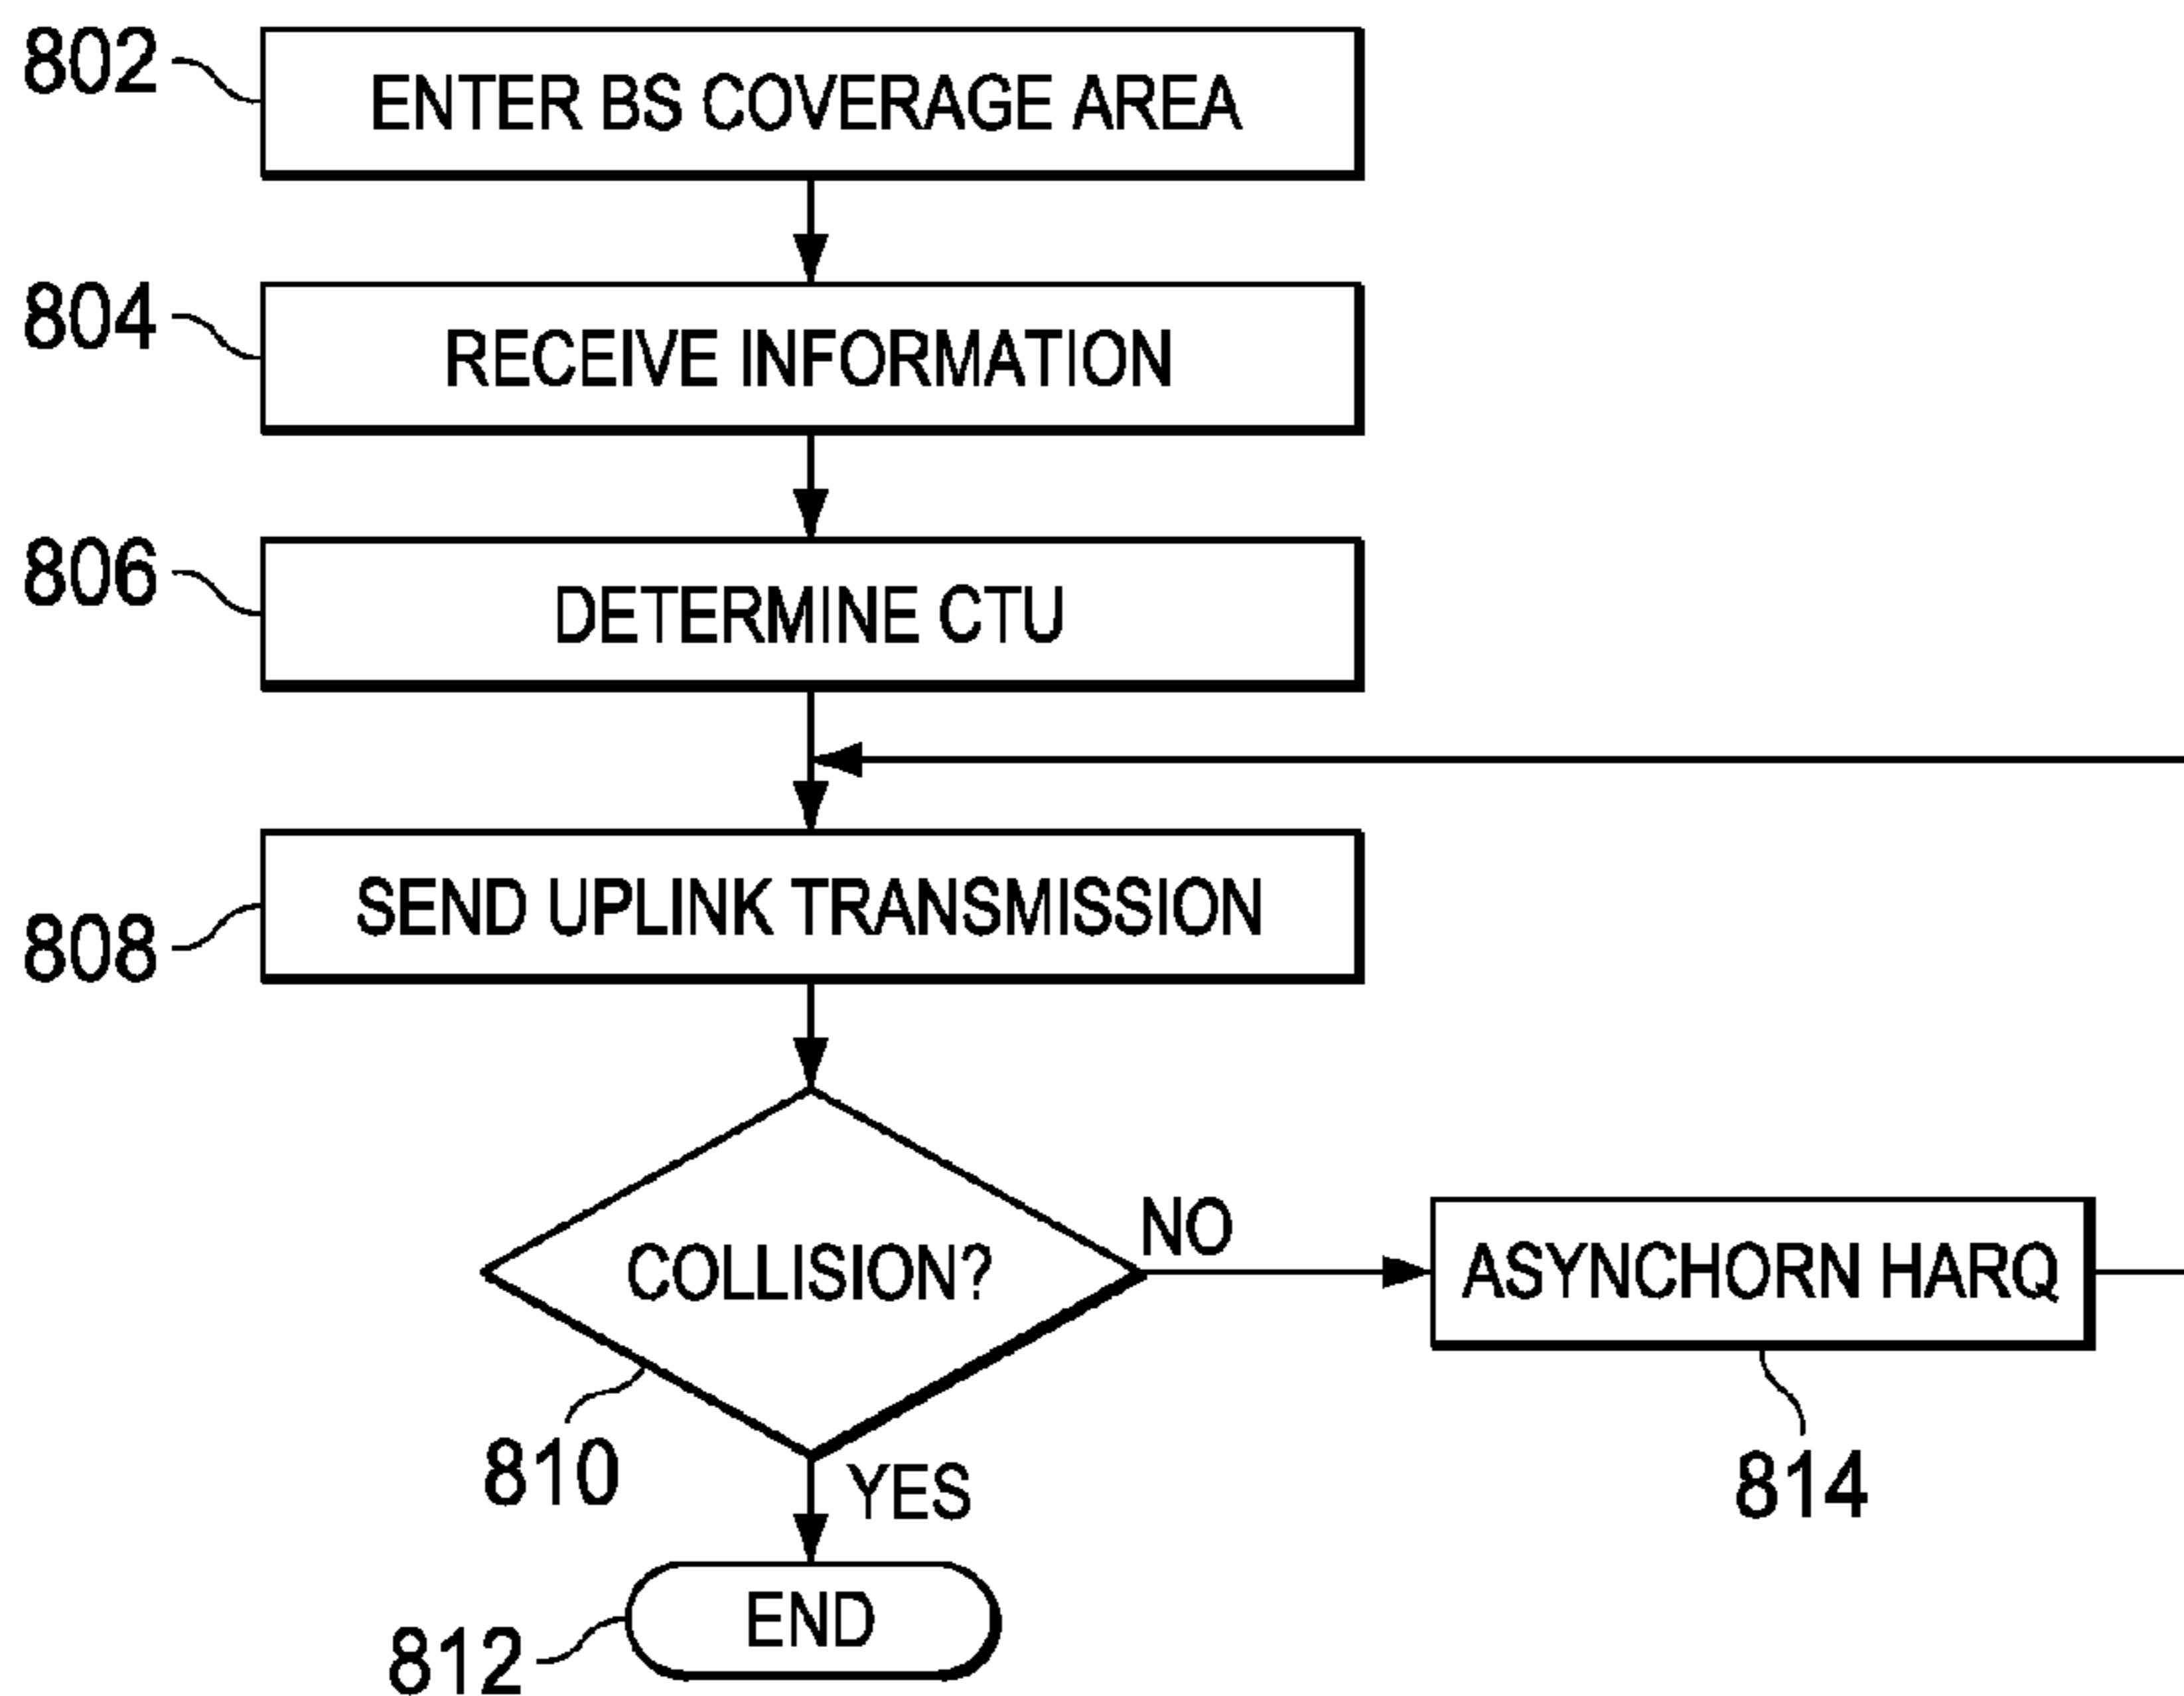 802
ENTER BS COVERAGE AREA
804
RECEIVE INFORMATION
806
DETERMINE CTU
SEND UPLINK TRANSMISSION
808
NO
COLLISION?
ASYNCHORN HARQ
810
YES
814
END
812